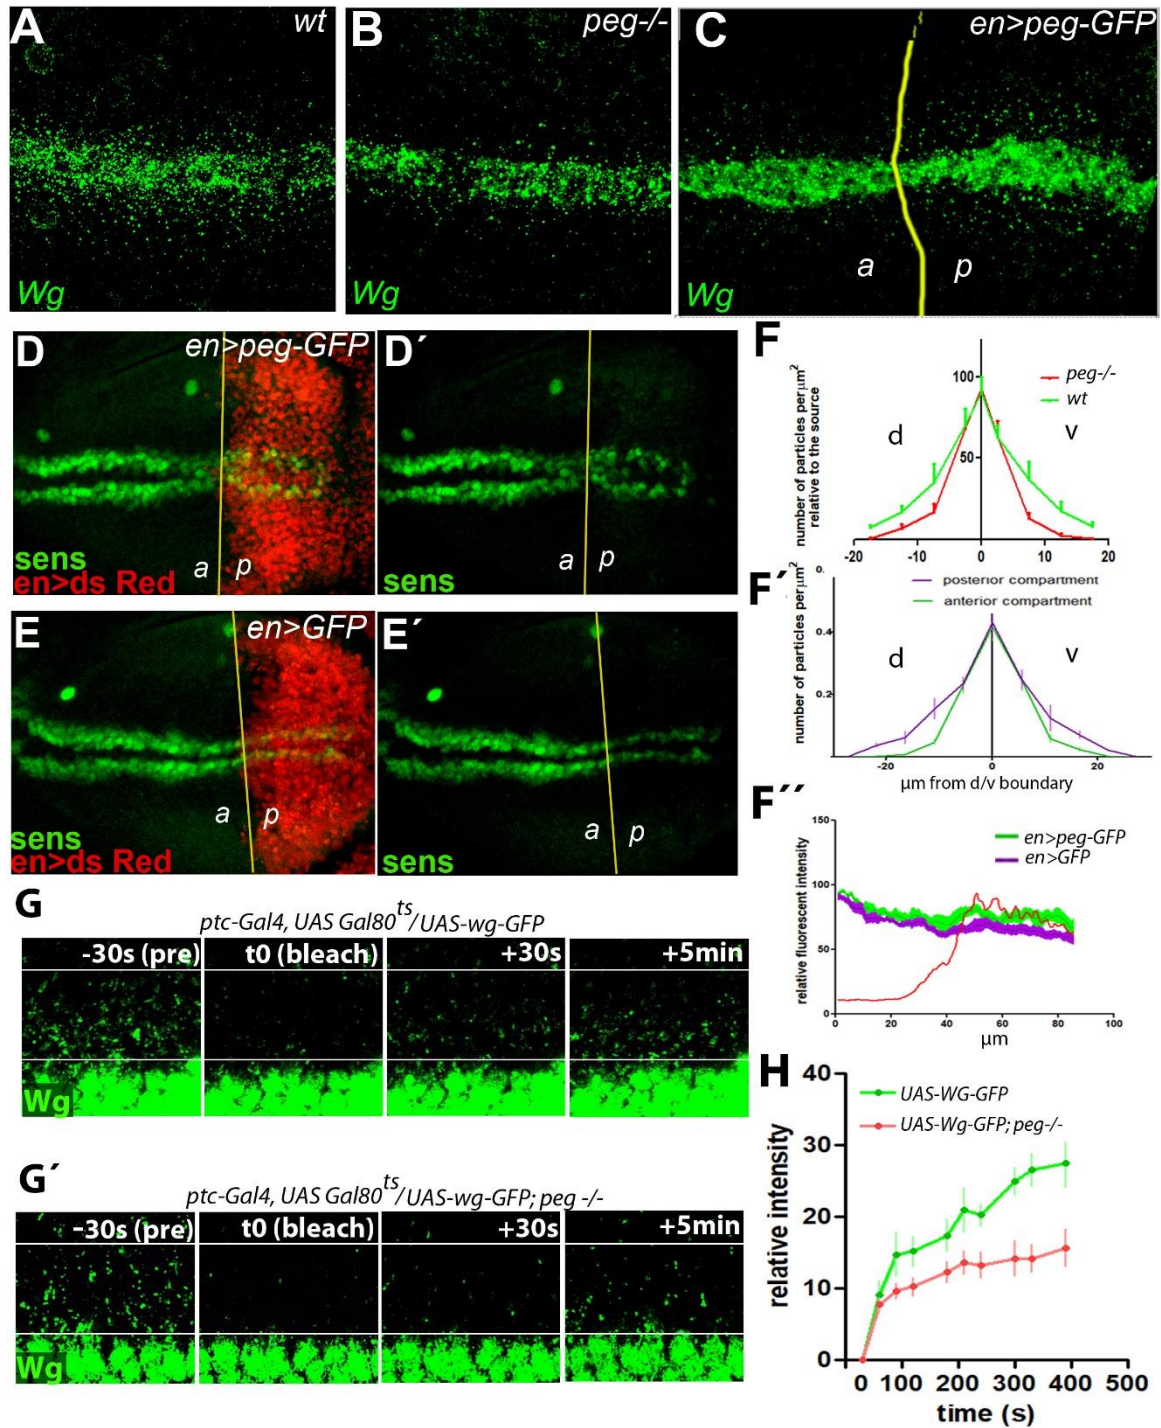 A
wt
Wg
B
peg-/-
Wg
C
en>peg-GFP
a
p
Wg
D
en>peg-GFP
sens
en>ds Red
a
p
D´
sens
a
p
E
en>GFP
sens
en>ds Red
a
p
E´
sens
a
p
F
number of particles per µm²
relative to the source
100
50
peg-/-
wt
d
v
-20
-10
0
10
20
F´
number of particles per µm²
0.
0.4
0.2
posterior compartment
anterior compartment
d
v
-20
0
20
µm from d/v boundary
F´´
relative fluorescent intensity
150
100
50
0
en>peg-GFP
en>GFP
0
20
40
60
80
100
µm
G
ptc-Gal4, UAS Gal80ts/UAS-wg-GFP
-30s (pre)
t0 (bleach)
+30s
+5min
Wg
G´
ptc-Gal4, UAS Gal80ts/UAS-wg-GFP; peg -/-
-30s (pre)
t0 (bleach)
+30s
+5min
Wg
H
relative intensity
40
30
20
10
0
UAS-WG-GFP
UAS-Wg-GFP; peg-/-
0
100
200
300
400
500
time (s)